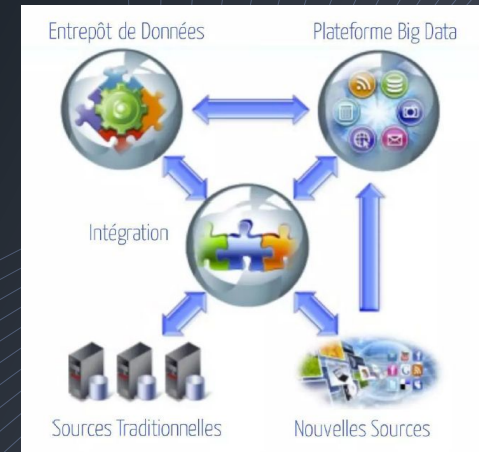 Entrepôt de Données
Plateforme Big Data
Intégration
Sources Traditionnelles
Nouvelles Sources